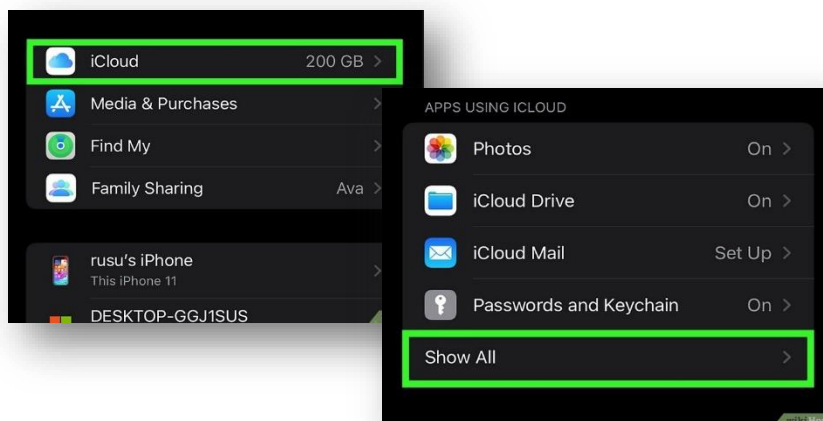 iCloud 200 GB
Media & Purchases
Find My
Family Sharing Ava
rusu's iPhone
This iPhone 11
DESKTOP-GGJ1SUS
APPS USING ICLOUD
Photos On
iCloud Drive On
iCloud Mail Set Up
Passwords and Keychain On
Show All